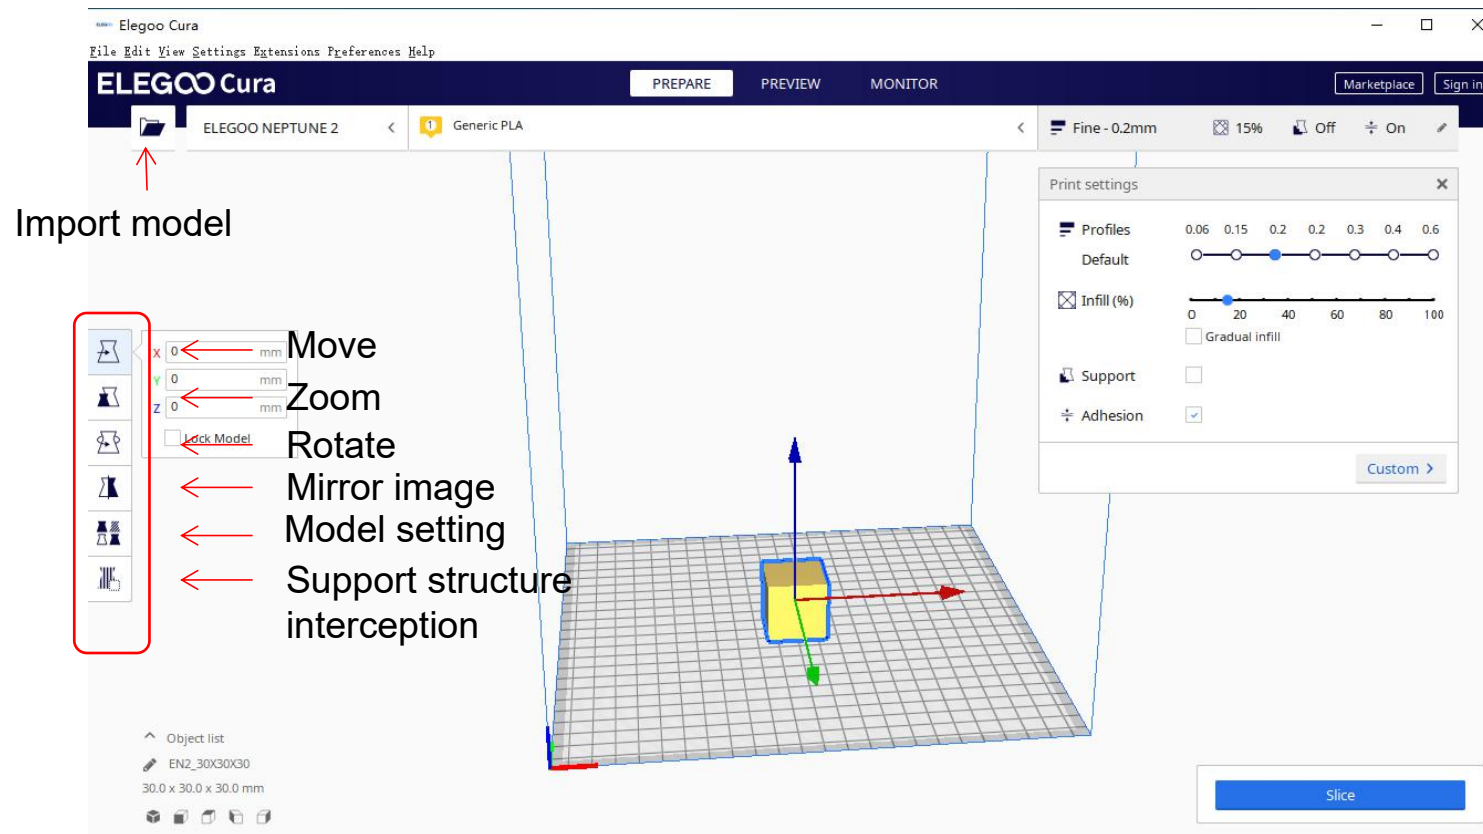 Elegoo Cura
File Edit View Settings Extensions Preferences Help
ELEGOO Cura
PREPARE PREVIEW MONITOR
Marketplace Sign in
ELEGOO NEPTUNE 2
1 Generic PLA
Fine - 0.2mm 15% Off On
Import model
Print settings
Profiles 0.06 0.15 0.2 0.2 0.3 0.4 0.6
Default
Infill (%)
0 20 40 60 80 100
Gradual infill
Support
Adhesion
Custom
X 0 mm Move
Y 0 mm
Zoom
Z 0 mm
Lock Model Rotate
Mirror image
Model setting
Support structure
interception
Object list
EN2_30X30X30
30.0 x 30.0 x 30.0 mm
Slice